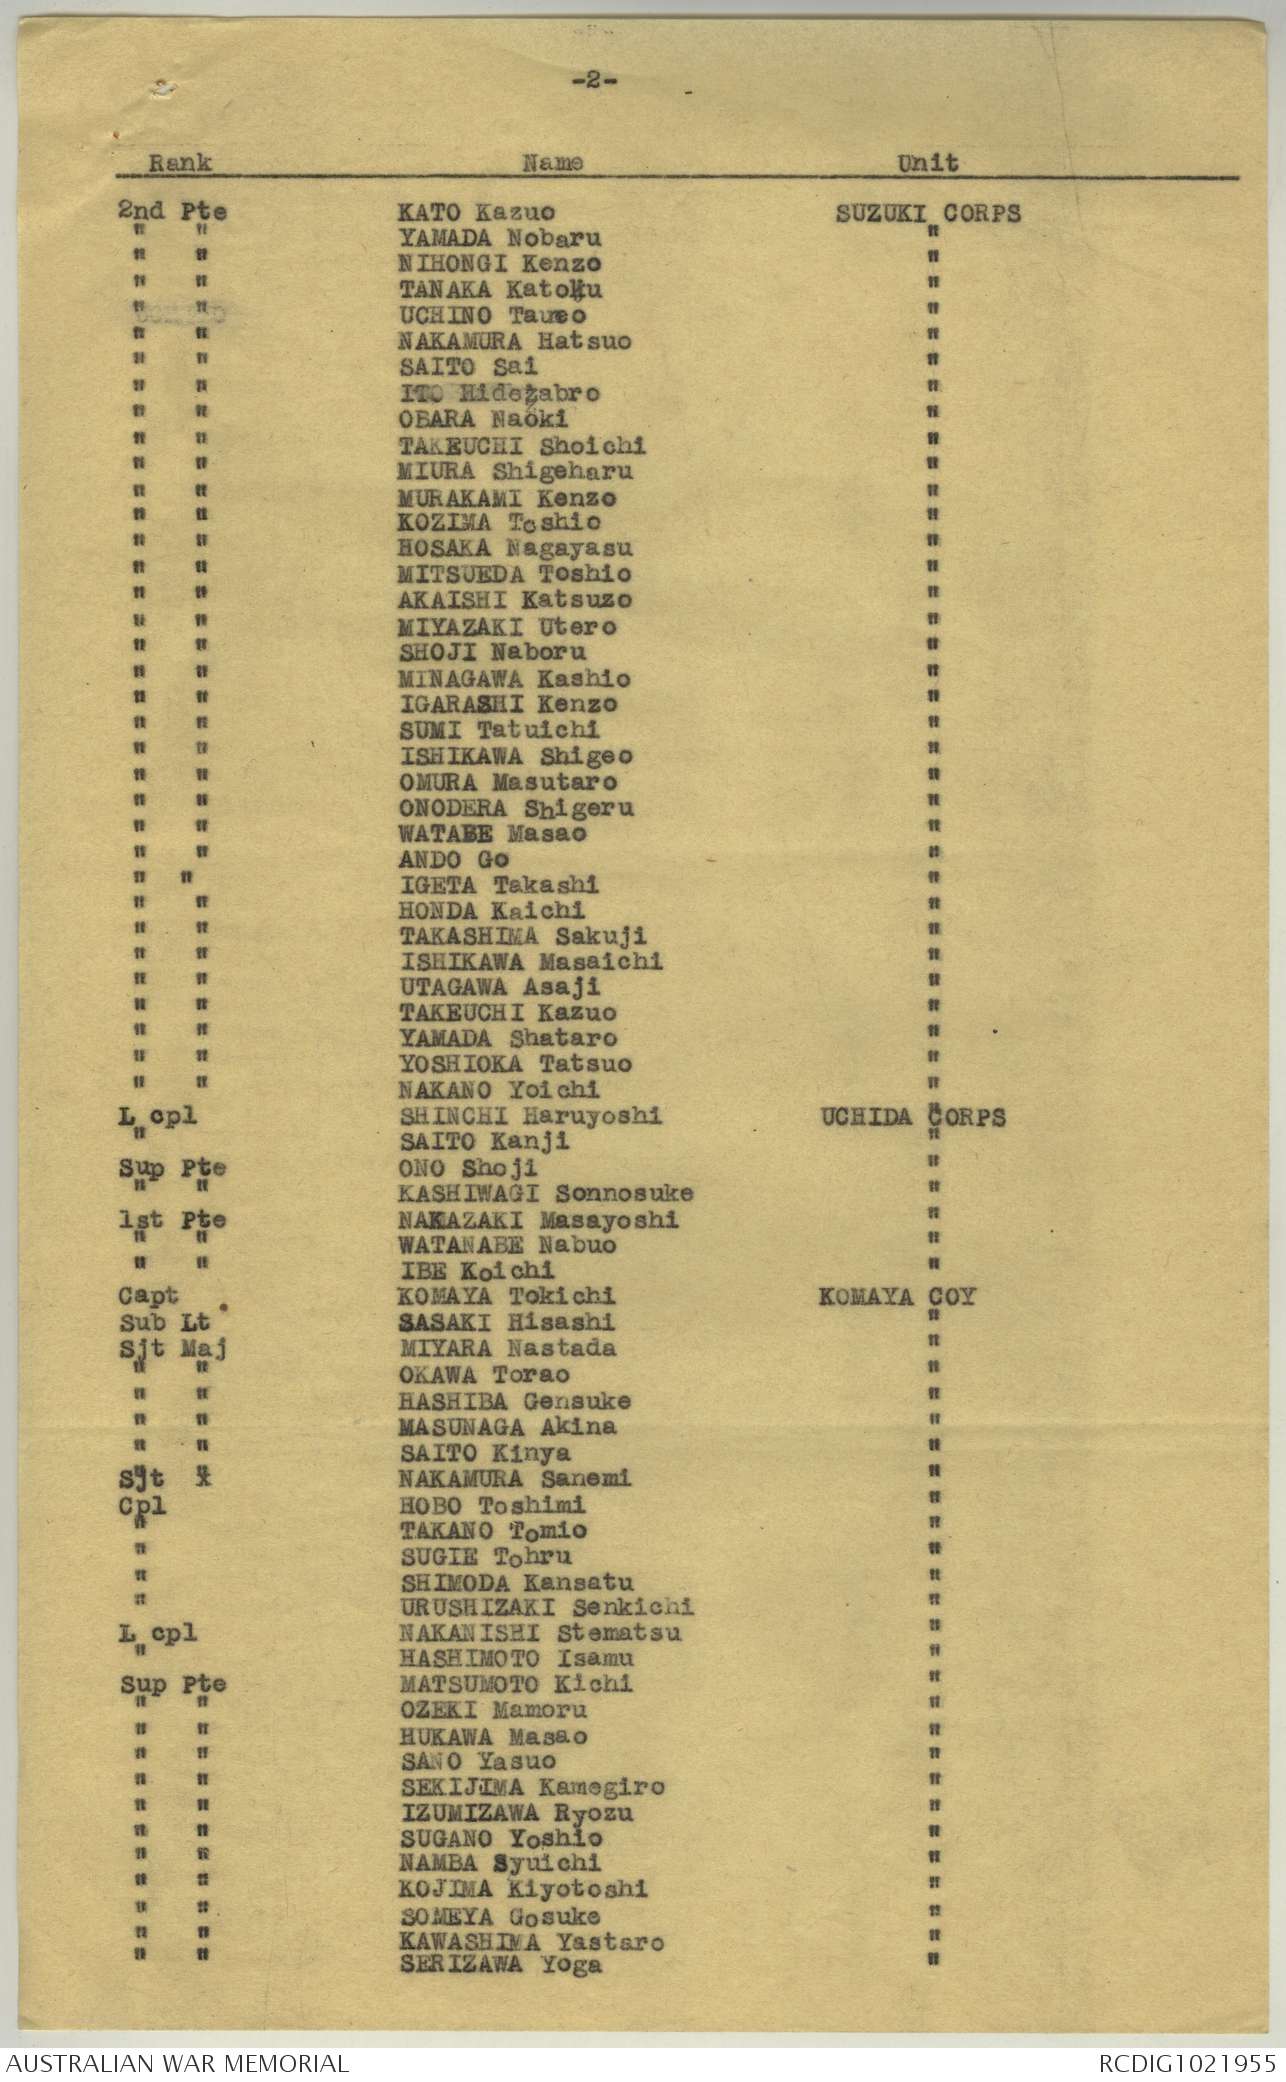 -2-
Rank Name Unit
2nd Pte KATO Kazuo SUZUKI CORPS
" " YAMADA Nobaru "
" " NIHONGI Kenzo "
" " TANAKA "
" " UCHINO "
" " NAKAMURA Hatsuo "
" " SAITO Sai "
" " ITO Hidezabro "
" " OBARA Naoki "
" " TAKEUCHI Shoichi "
" " MIURA Shigeharu "
" " MURAKAMI Kenzo "
" " KOZIMA Toshio "
" " HOSAKA Nagayasu "
" " MITSUEDA Toshio "
" " AKAISHI Katsuzo "
" " MIYAZAKI Utero "
" " SHOJI Naboru "
" " MINAGAWA Kashio "
" " IGARASHI Kenzo "
" " SUMI Tatuichi "
" " ISHIKAWA Shigeo "
" " OMURA Masutaro "
" " ONODERA Shigeru "
" " WATABE Masao "
" " ANDO Go "
" " IGETA Takashi "
" " HONDA Kaichi "
" " TAKASHIMA Sakuji "
" " ISHIKAWA Masaichi "
" " UTAGAWA Asaji "
" " TAKEUCHI Kazuo "
" " YAMADA Shataro "
" " YOSHIOKA Tatsuo "
" " NAKANO Yoichi "
L cpl SHINCHI Haruyoshi UCHIDA CORPS
" SAITO Kanji "
Sup Pte ONO Shoji "
" " KASHIWAGI Sonnosuke "
1st Pte NAKAZAKI Masayoshi "
" " WATANABE Nabuo "
" " IBE Koichi "
Capt KOMAYA Tokichi KOMAYA COY
Sub Lt SASAKI Hisashi "
Sjt Maj MIYARA Nastada "
" " OKAWA Torao "
" " HASHIBA Gensuke "
" " MASUNAGA Akina "
" " SAITO Kinya "
Sjt NAKAMURA Sanemi "
Cpl HOBO Toshimi "
" TAKANO Tomio "
" SUGIE Tohru "
" SHIMODA Kansatu "
" URUSHIZAKI Senkichi "
L cpl NAKANISHI Stematsu "
" HASHIMOTO Isamu "
Sup Pte MATSUMOTO Kichi "
" " OZEKI Mamoru "
" " HUKAWA Masao "
" " SANO Yasuo "
" " SEKIJIMA Kamegiro "
" " IZUMIZAWA Ryozu "
" " SUGANO Yoshio "
" " NAMBA Syuichi "
" " KOJIMA Kiyotoshi "
" " SOMEYA Gosuke "
" " KAWASHIMA Yastaro "
" " SERIZAWA Yoga "
AUSTRALIAN WAR MEMORIAL RCDIG1021955